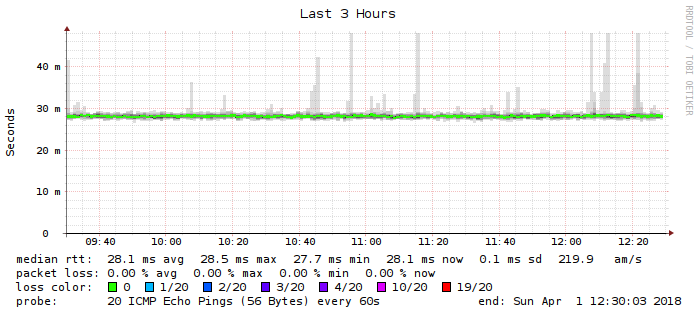 Last 3 Hours
RRDTOOL / TOBI OETIKER
Seconds
40 m
30 m
20 m
10 m
0
09:40 10:00 10:20 10:40 11:00 11:20 11:40 12:00 12:20
median rtt: 28.1 ms avg 28.5 ms max 27.7 ms min 28.1 ms now 0.1 ms sd 219.9 am/s
packet loss: 0.00 % avg 0.00 % max 0.00 % min 0.00 % now
loss color: 0 1/20 2/20 3/20 4/20 10/20 19/20
probe: 20 ICMP Echo Pings (56 Bytes) every 60s end: Sun Apr 1 12:30:03 2018